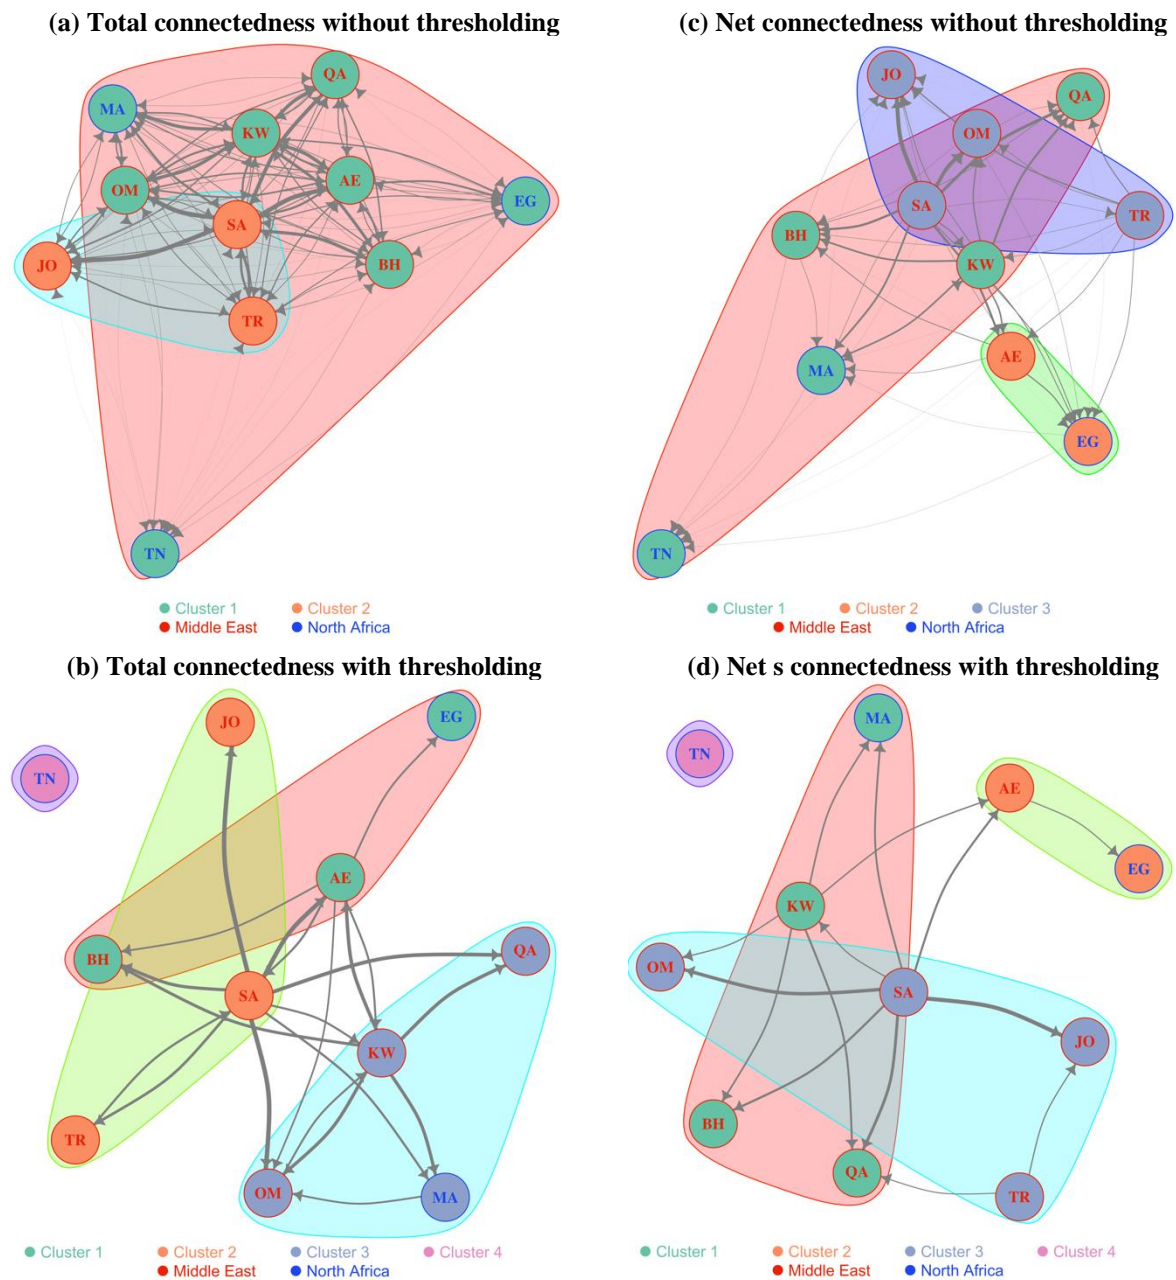 (a) Total connectedness without thresholding
QA
MA
KW
OM
AE
EG
SA
JO
BH
TR
TN
Cluster 1 Cluster 2
Middle East North Africa
(c) Net connectedness without thresholding
JO
QA
OM
SA
TR
BH
KW
AE
MA
EG
TN
Cluster 1 Cluster 2 Cluster 3
Middle East North Africa
(b) Total connectedness with thresholding
JO
EG
TN
AE
QA
BH
SA
KW
TR
OM
MA
Cluster 1 Cluster 2 Cluster 3 Cluster 4
Middle East North Africa
(d) Net s connectedness with thresholding
MA
TN
AE
EG
KW
OM
SA
JO
BH
QA
TR
Cluster 1 Cluster 2 Cluster 3 Cluster 4
Middle East North Africa